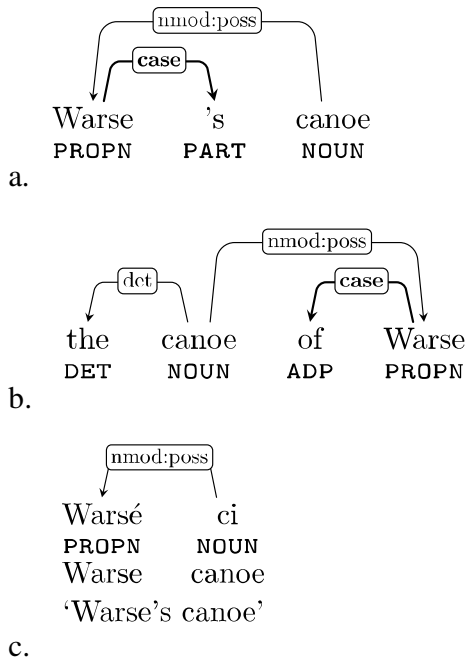 nmod:poss
case
Warse 's canoe
PROPN PART NOUN
a.
nmod:poss
det case
the canoe of Warse
DET NOUN ADP PROPN
b.
nmod:poss
Warsé ci
PROPN NOUN
Warse canoe
‘Warse’s canoe’
c.